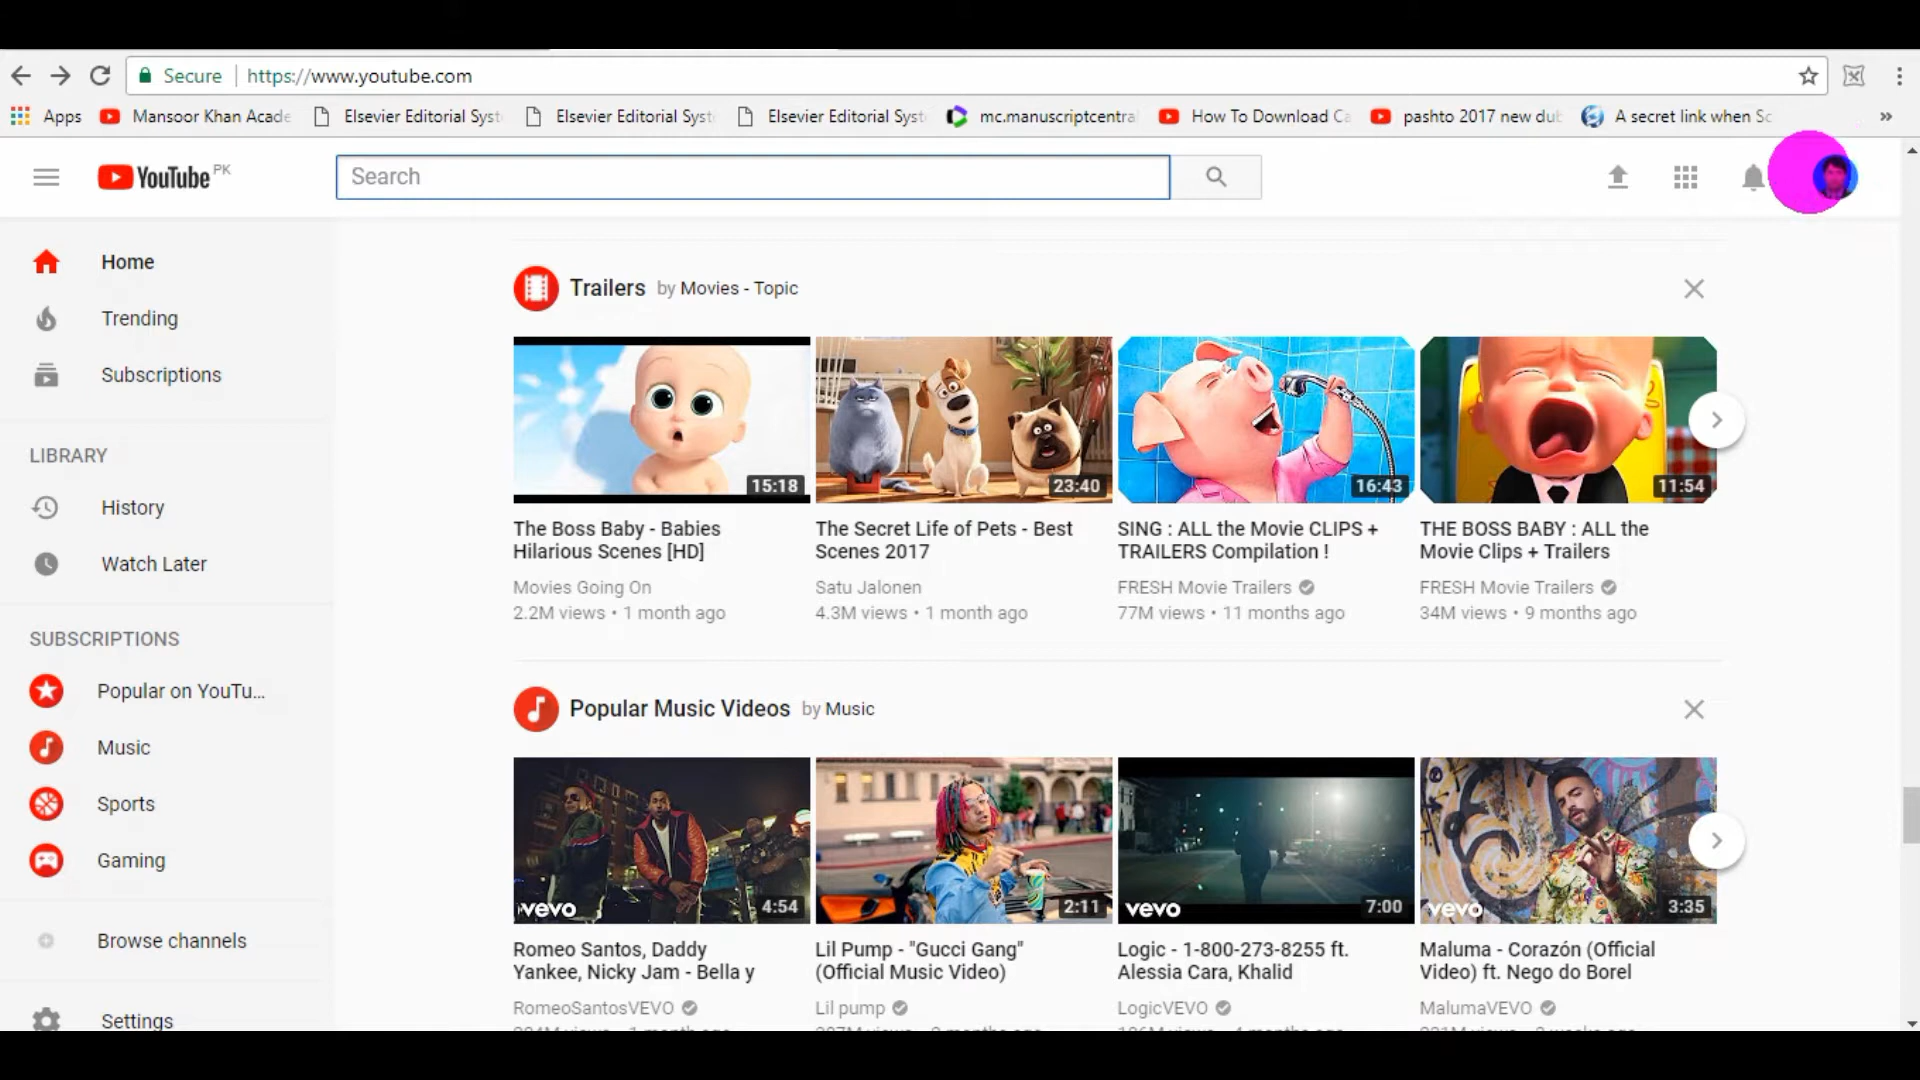 Secure https://www.youtube.com
Apps Mansoor Khan Acade Elsevier Editorial Syst Elsevier Editorial Syst Elsevier Editorial Syst mc.manuscriptcentra How To Download Ca pashto 2017 new dub A secret link when Sc »
YouTube PK
Search
Home
Trending
Subscriptions
LIBRARY
History
Watch Later
SUBSCRIPTIONS
Popular on YouTu...
Music
Sports
Gaming
Browse channels
Settings
Trailers by Movies - Topic
15:18 23:40 16:43 11:54
The Boss Baby - Babies
Hilarious Scenes [HD]
Movies Going On
2.2M views • 1 month ago
The Secret Life of Pets - Best
Scenes 2017
Satu Jalonen
4.3M views • 1 month ago
SING : ALL the Movie CLIPS +
TRAILERS Compilation !
FRESH Movie Trailers
77M views • 11 months ago
THE BOSS BABY : ALL the
Movie Clips + Trailers
FRESH Movie Trailers
34M views • 9 months ago
Popular Music Videos by Music
vevo 4:54 2:11 vevo 7:00 vevo 3:35
Romeo Santos, Daddy
Yankee, Nicky Jam - Bella y
RomeoSantosVEVO
Lil Pump - "Gucci Gang"
(Official Music Video)
Lil pump
Logic - 1-800-273-8255 ft.
Alessia Cara, Khalid
LogicVEVO
Maluma - Corazón (Official
Video) ft. Nego do Borel
MalumaVEVO